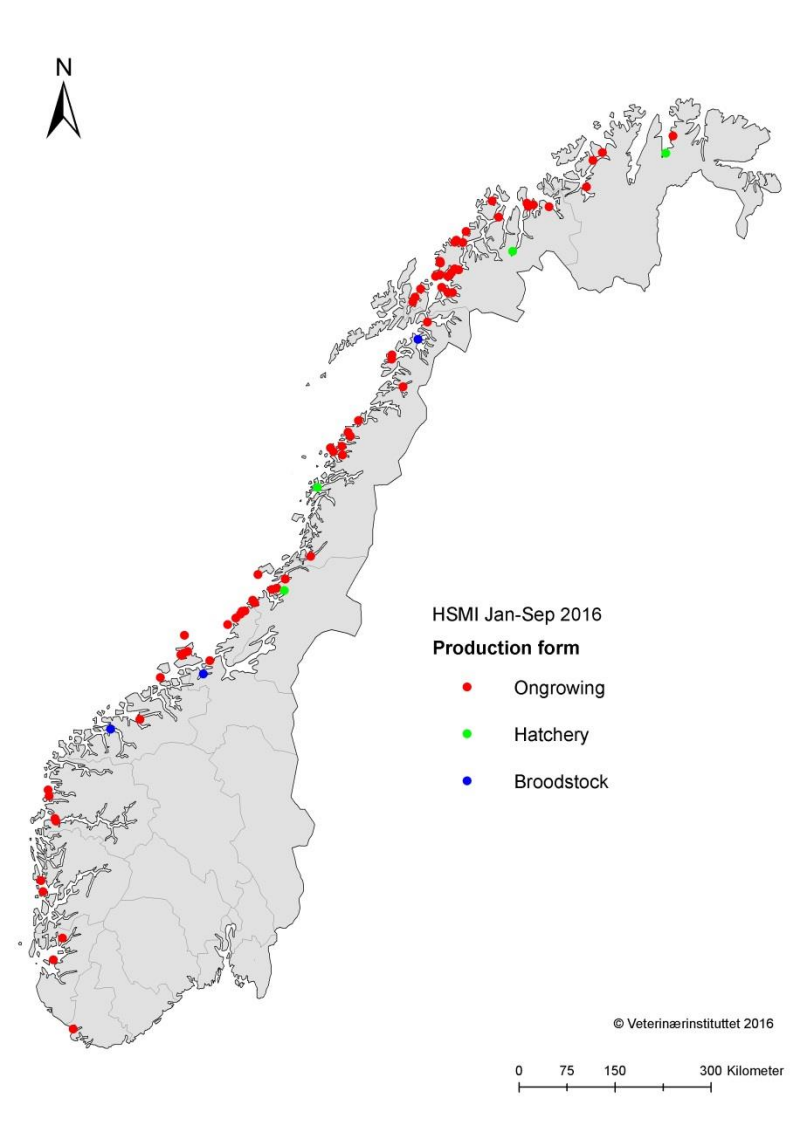 N
HSMI Jan-Sep 2016
Production form
Ongrowing
Hatchery
Broodstock
© Veterinærinstituttet 2016
0 75 150 300 Kilometer